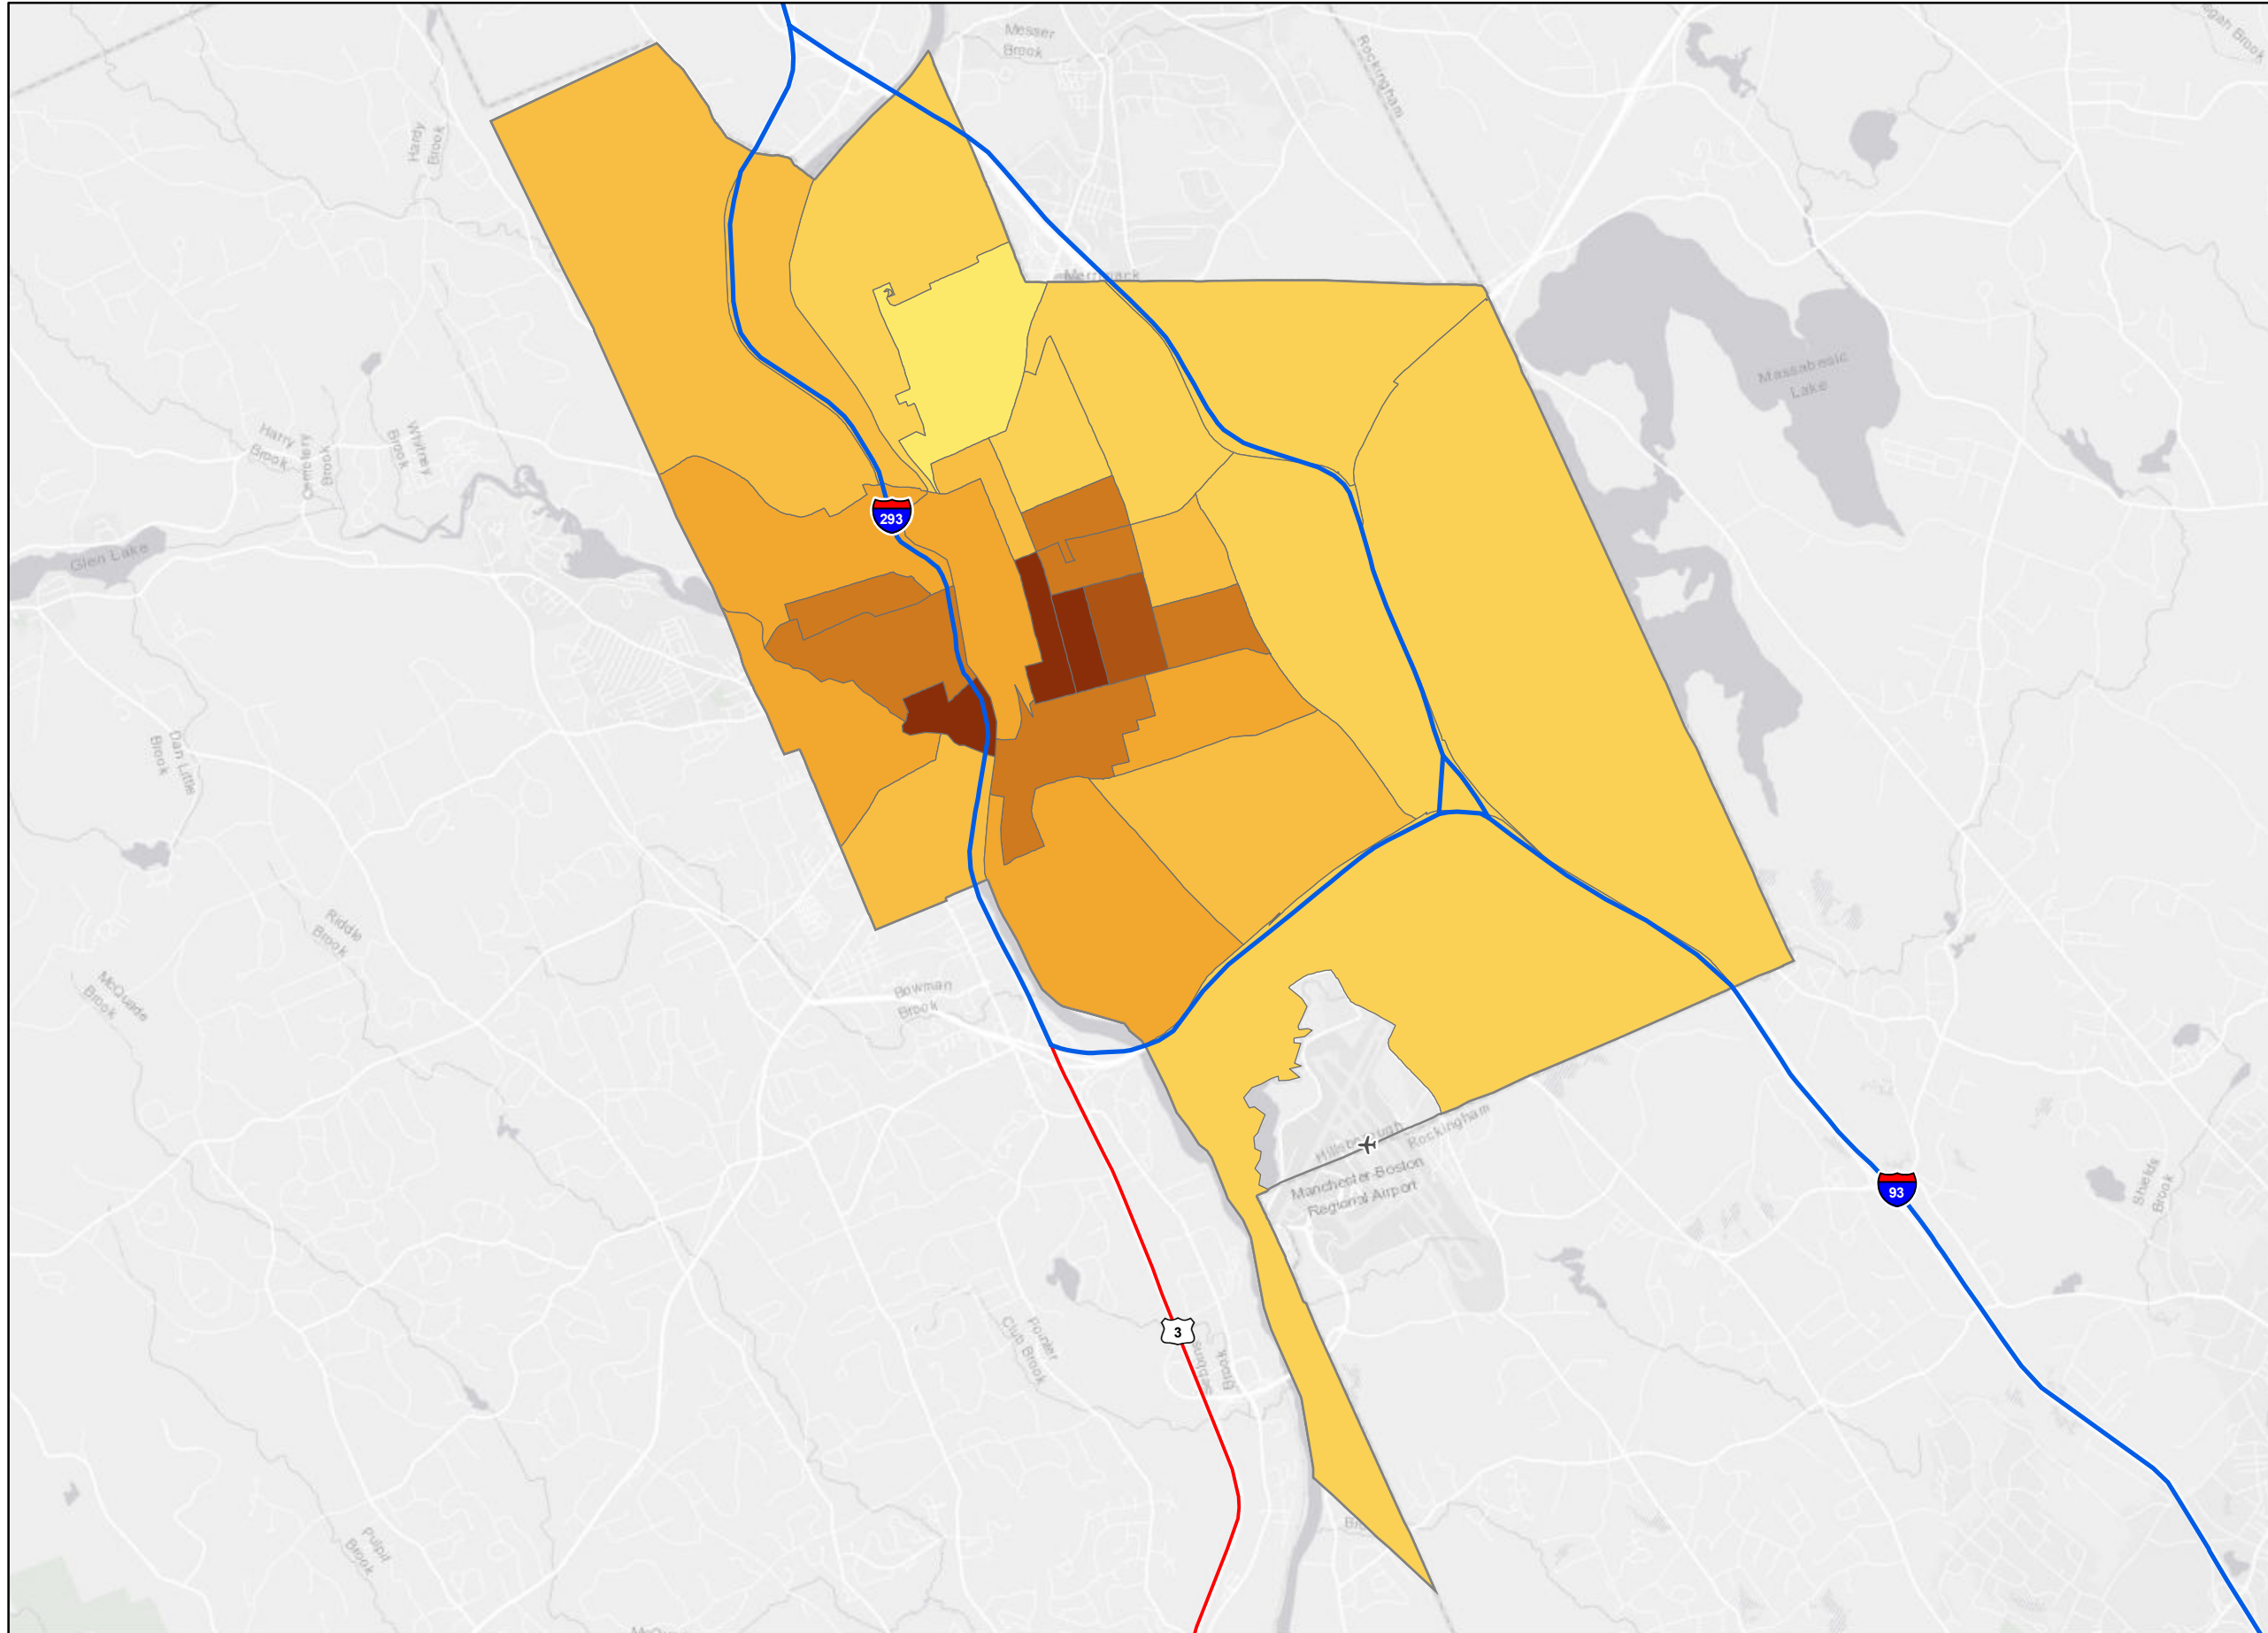 Messer
Brook
Rockingham
Hardy
Brook
Merrimack
Massabesic
Lake
Harry
Brook
Cemetery
Brook
Whitney
Brook
293
Glen Lake
Dan Little
Brook
Riddle
Brook
McQuade
Brook
Bowman
Brook
Hillsborough
Rockingham
Manchester-Boston
Regional Airport
93
Shields
Brook
3
Pointer
Club Brook
Sebbins
Brook
Pulpit
Brook